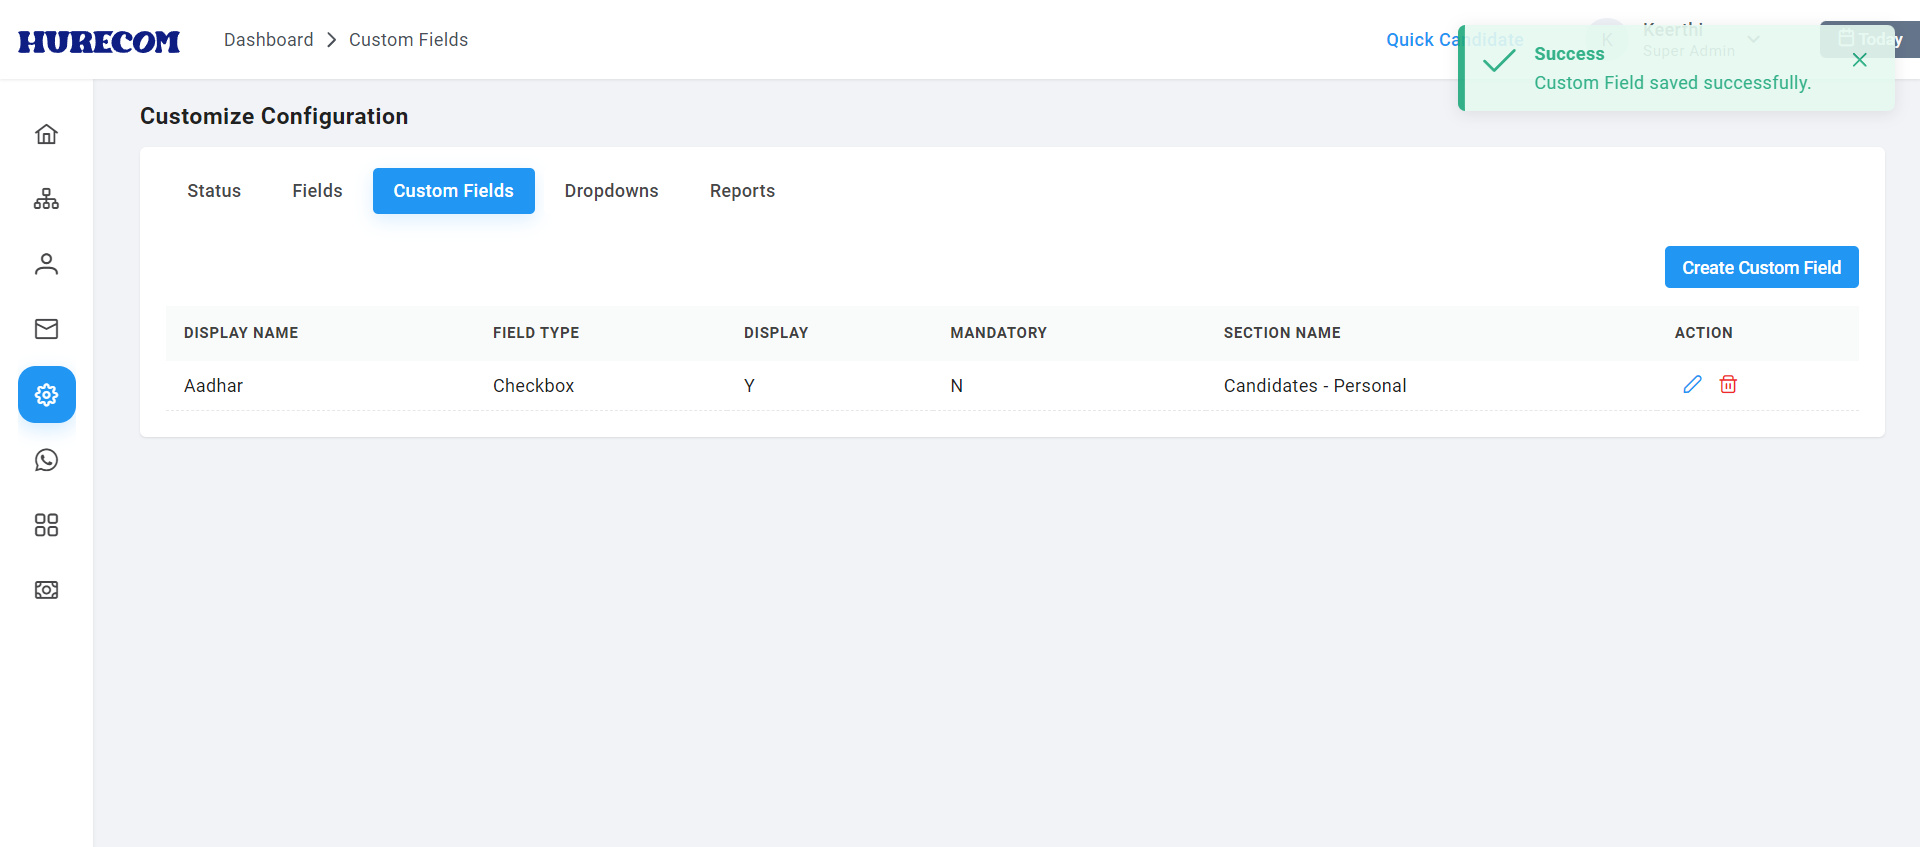 HURECOM
Dashboard > Custom Fields
Quick Candidate
K
Keerthi
Super Admin
Today
Success
Custom Field saved successfully.
Customize Configuration
Status Fields Custom Fields Dropdowns Reports
Create Custom Field
DISPLAY NAME FIELD TYPE DISPLAY MANDATORY SECTION NAME ACTION
Aadhar Checkbox Y N Candidates - Personal